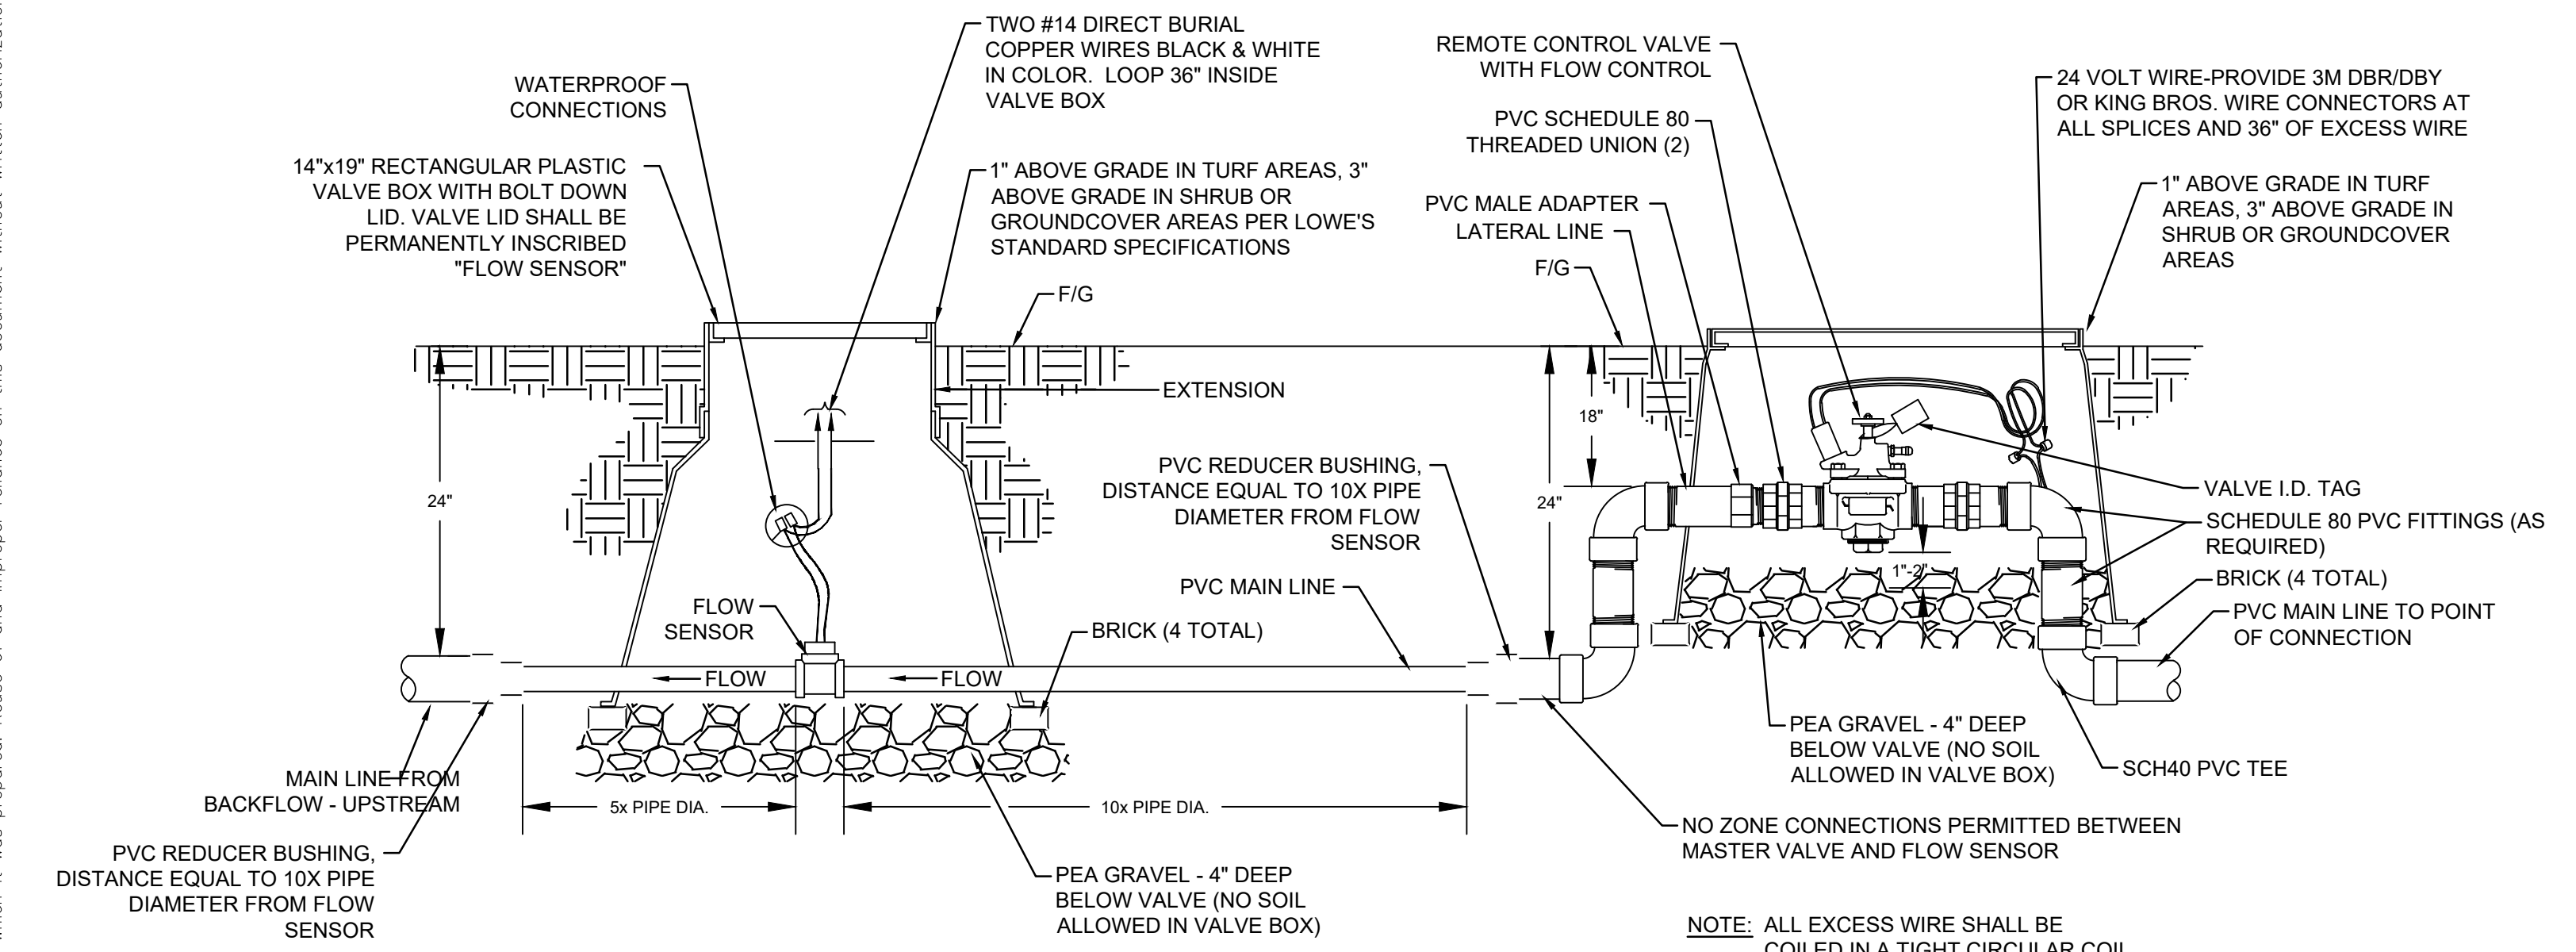 TWO #14 DIRECT BURIAL
COPPER WIRES BLACK & WHITE
IN COLOR. LOOP 36" INSIDE
VALVE BOX
WATERPROOF
CONNECTIONS
14"x19" RECTANGULAR PLASTIC
VALVE BOX WITH BOLT DOWN
LID. VALVE LID SHALL BE
PERMANENTLY INSCRIBED
"FLOW SENSOR"
1" ABOVE GRADE IN TURF AREAS, 3"
ABOVE GRADE IN SHRUB OR
GROUNDCOVER AREAS PER LOWE'S
STANDARD SPECIFICATIONS
F/G
EXTENSION
24"
FLOW
SENSOR
BRICK (4 TOTAL)
FLOW
FLOW
MAIN LINE FROM
BACKFLOW - UPSTREAM
5x PIPE DIA.
10x PIPE DIA.
PVC REDUCER BUSHING,
DISTANCE EQUAL TO 10X PIPE
DIAMETER FROM FLOW
SENSOR
PEA GRAVEL - 4" DEEP
BELOW VALVE (NO SOIL
ALLOWED IN VALVE BOX)
REMOTE CONTROL VALVE
WITH FLOW CONTROL
PVC SCHEDULE 80
THREADED UNION (2)
PVC MALE ADAPTER
LATERAL LINE
F/G
24 VOLT WIRE-PROVIDE 3M DBR/DBY
OR KING BROS. WIRE CONNECTORS AT
ALL SPLICES AND 36" OF EXCESS WIRE
1" ABOVE GRADE IN TURF
AREAS, 3" ABOVE GRADE IN
SHRUB OR GROUNDCOVER
AREAS
18"
24"
PVC REDUCER BUSHING,
DISTANCE EQUAL TO 10X PIPE
DIAMETER FROM FLOW
SENSOR
PVC MAIN LINE
1"-2"
VALVE I.D. TAG
SCHEDULE 80 PVC FITTINGS (AS
REQUIRED)
BRICK (4 TOTAL)
PVC MAIN LINE TO POINT
OF CONNECTION
PEA GRAVEL - 4" DEEP
BELOW VALVE (NO SOIL
ALLOWED IN VALVE BOX)
SCH40 PVC TEE
NO ZONE CONNECTIONS PERMITTED BETWEEN
MASTER VALVE AND FLOW SENSOR
NOTE: ALL EXCESS WIRE SHALL BE
COILED IN A TIGHT CIRCULAR COIL